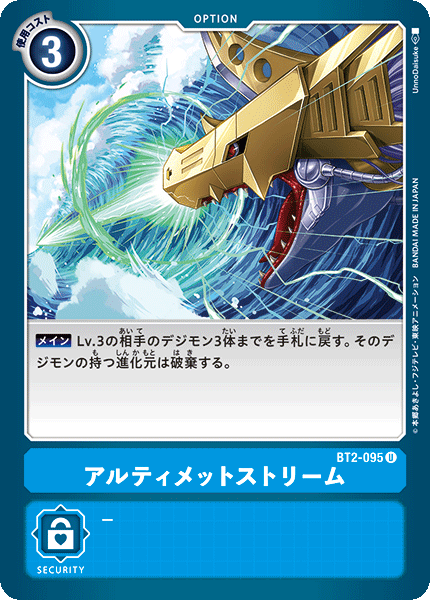 使用コスト
3
OPTION
UnnoDaisuke
BANDAI MADE IN JAPAN
©本郷あきよし・フジテレビ・東映アニメーション
メイン Lv.3の相手のデジモン3体までを手札に戻す。そのデ
ジモンの持つ進化元は破棄する。
BT2-095 U
アルティメットストリーム
ー
SECURITY